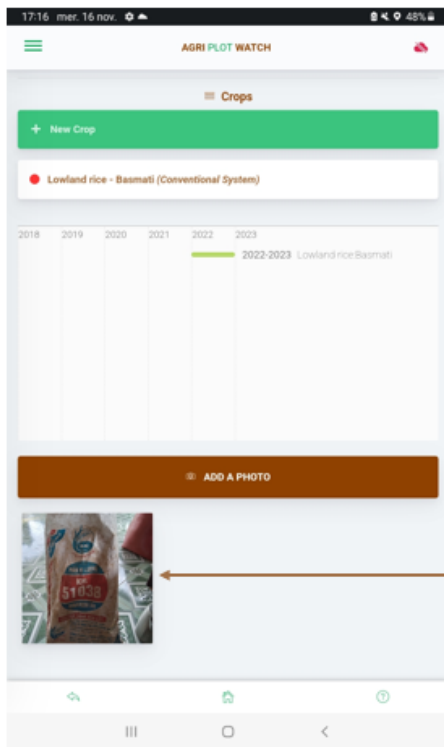 17:16 mer. 16 nov. 48%
AGRI PLOT WATCH
Crops
+ New Crop
Lowland rice - Basmati (Conventional System)
2018 2019 2020 2021 2022 2023
2022-2023 Lowland rice Basmati
ADD A PHOTO
51038